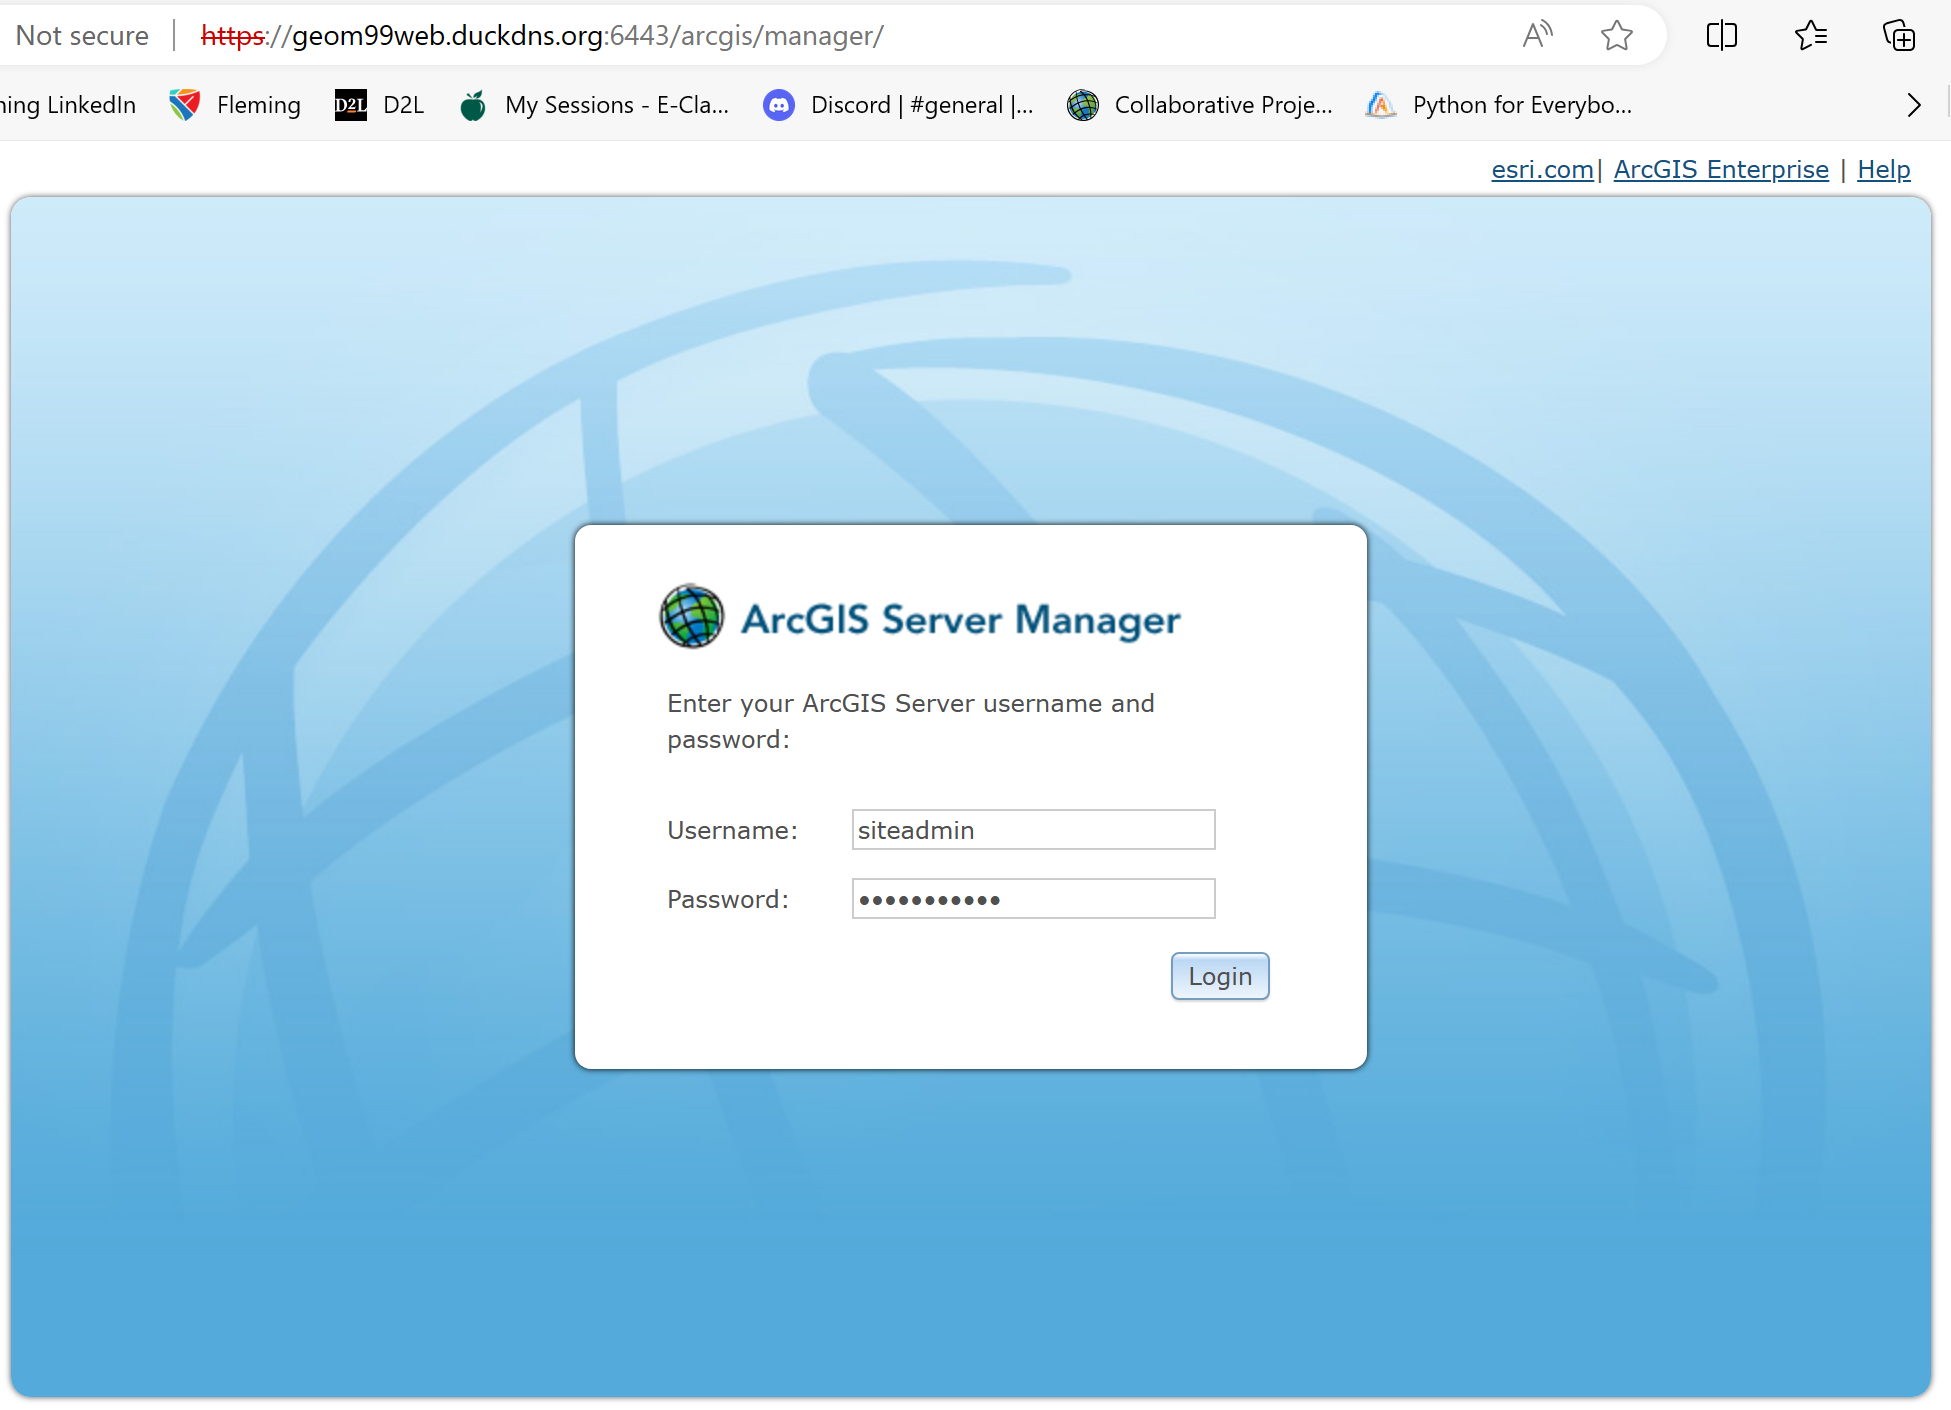 Not secure | https://geom99web.duckdns.org:6443/arcgis/manager/
ning LinkedIn Fleming D2L D2L My Sessions - E-Cla... Discord | #general |... Collaborative Proje... Python for Everybo...
esri.com | ArcGIS Enterprise | Help
ArcGIS Server Manager
Enter your ArcGIS Server username and
password:
Username: siteadmin
Password: •••••••••••
Login